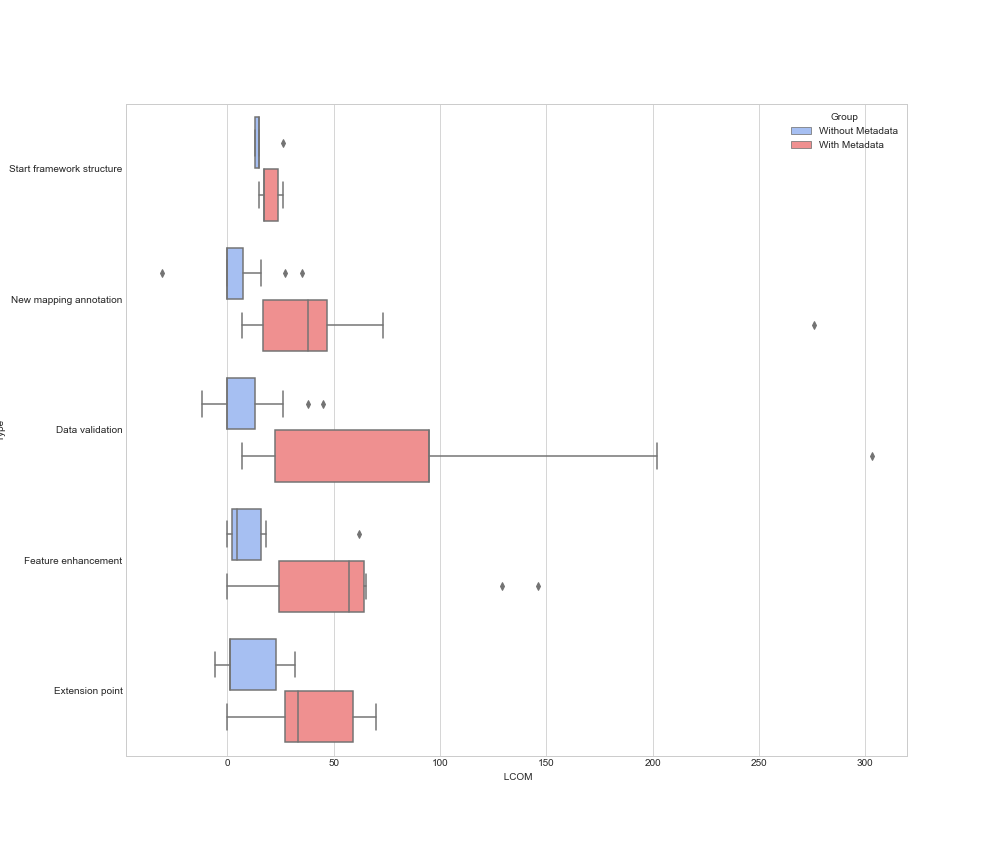 Group
Without Metadata
With Metadata
Start framework structure
New mapping annotation
Data validation
Feature enhancement
Extension point
0 50 100 150 200 250 300
LCOM